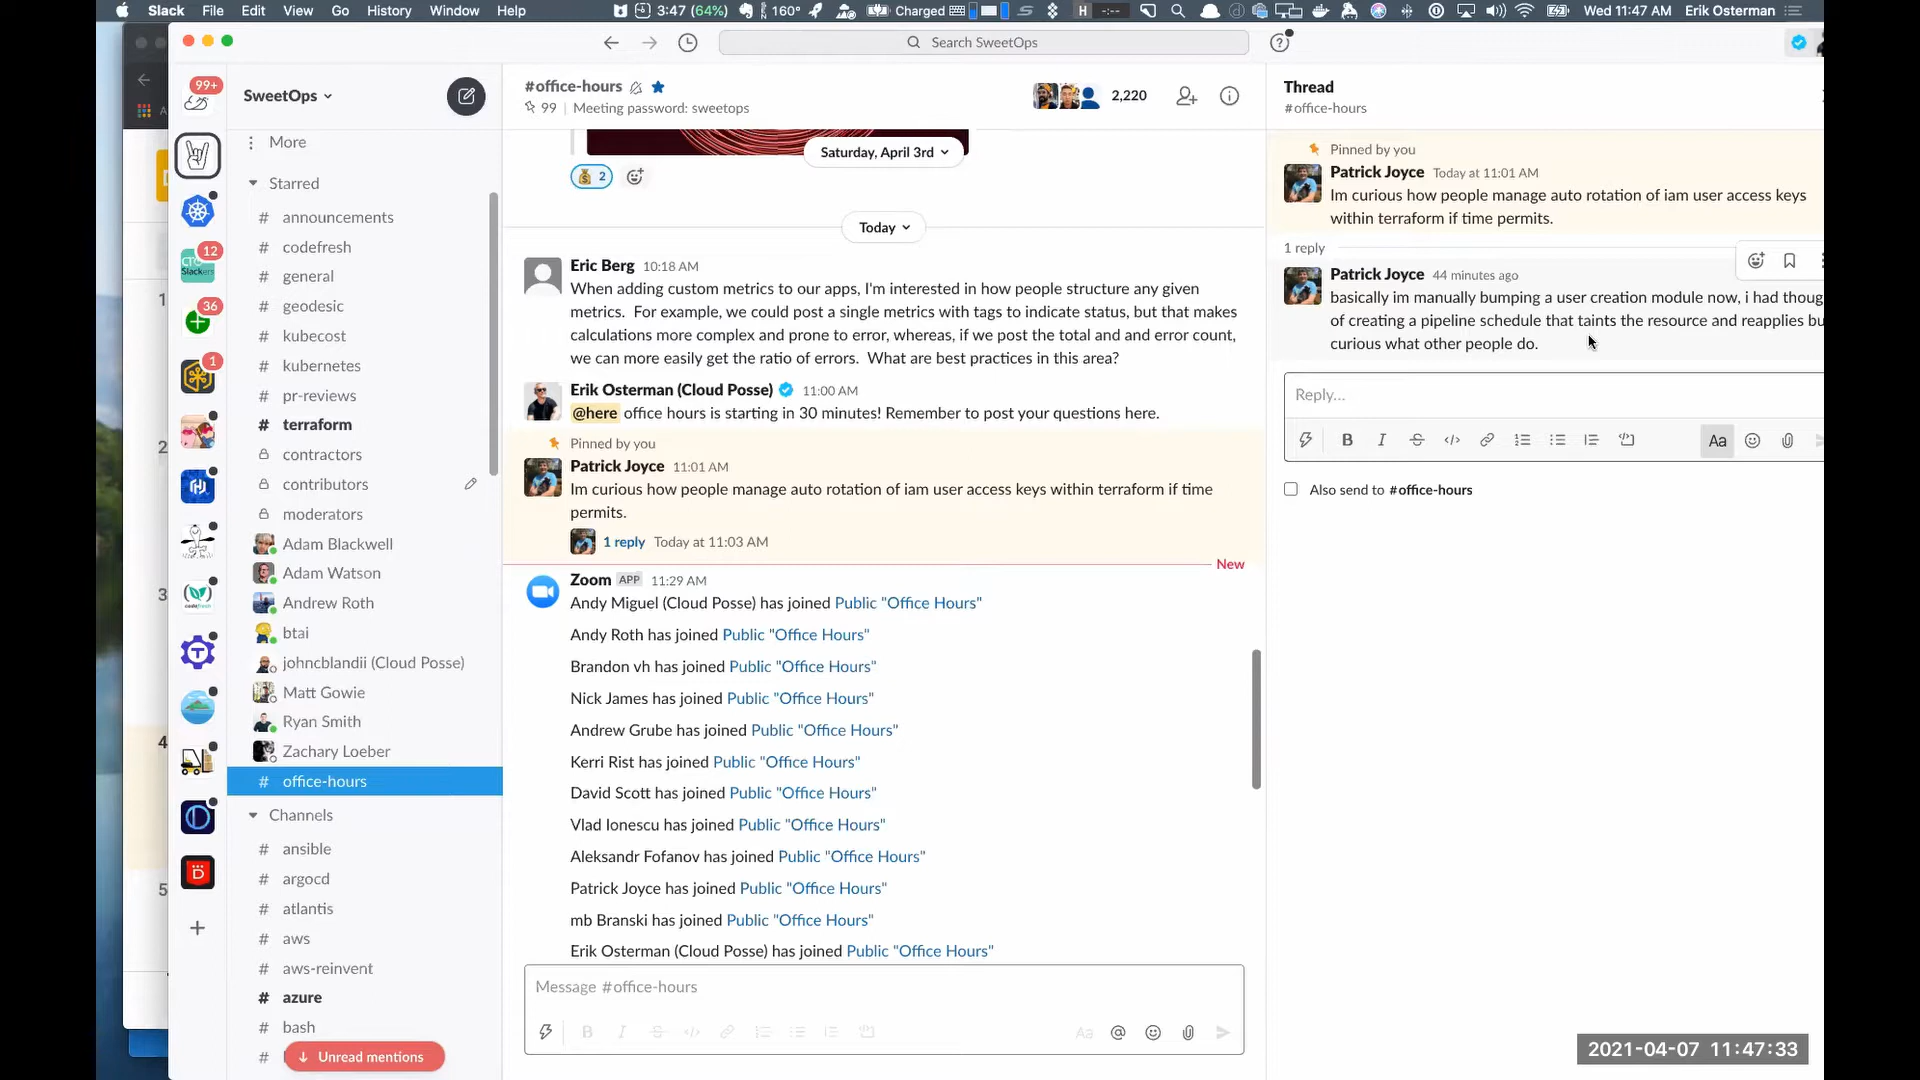 Slack File Edit View Go History Window Help 3:47 (64%) 160° Charged H -:-- Wed 11:47 AM Erik Osterman
Search SweetOps
99+
SweetOps
#office-hours
99 | Meeting password: sweetops
2,220
Thread
#office-hours
More
Starred
# announcements
# codefresh
# general
# geodesic
# kubecost
# kubernetes
# pr-reviews
# terraform
contractors
contributors
moderators
Adam Blackwell
Adam Watson
Andrew Roth
btai
johncblandii (Cloud Posse)
Matt Gowie
Ryan Smith
Zachary Loeber
# office-hours
Channels
# ansible
# argocd
# atlantis
# aws
# aws-reinvent
# azure
# bash
#
Unread mentions
12
CTO
Slackers
36
1
codefresh
T
D
1
2
3
4
5
Saturday, April 3rd
2
Today
Eric Berg 10:18 AM
When adding custom metrics to our apps, I'm interested in how people structure any given
metrics. For example, we could post a single metrics with tags to indicate status, but that makes
calculations more complex and prone to error, whereas, if we post the total and and error count,
we can more easily get the ratio of errors. What are best practices in this area?
Erik Osterman (Cloud Posse) 11:00 AM
@here office hours is starting in 30 minutes! Remember to post your questions here.
Pinned by you
Patrick Joyce 11:01 AM
Im curious how people manage auto rotation of iam user access keys within terraform if time
permits.
1 reply Today at 11:03 AM
New
Zoom APP 11:29 AM
Andy Miguel (Cloud Posse) has joined Public "Office Hours"
Andy Roth has joined Public "Office Hours"
Brandon vh has joined Public "Office Hours"
Nick James has joined Public "Office Hours"
Andrew Grube has joined Public "Office Hours"
Kerri Rist has joined Public "Office Hours"
David Scott has joined Public "Office Hours"
Vlad Ionescu has joined Public "Office Hours"
Aleksandr Fofanov has joined Public "Office Hours"
Patrick Joyce has joined Public "Office Hours"
mb Branski has joined Public "Office Hours"
Erik Osterman (Cloud Posse) has joined Public "Office Hours"
Message #office-hours
B I S </> Aa @
Pinned by you
Patrick Joyce Today at 11:01 AM
Im curious how people manage auto rotation of iam user access keys
within terraform if time permits.
1 reply
Patrick Joyce 44 minutes ago
basically im manually bumping a user creation module now, i had thoug
of creating a pipeline schedule that taints the resource and reapplies bu
curious what other people do.
Reply...
B I S </> Aa
Also send to #office-hours
2021-04-07 11:47:33